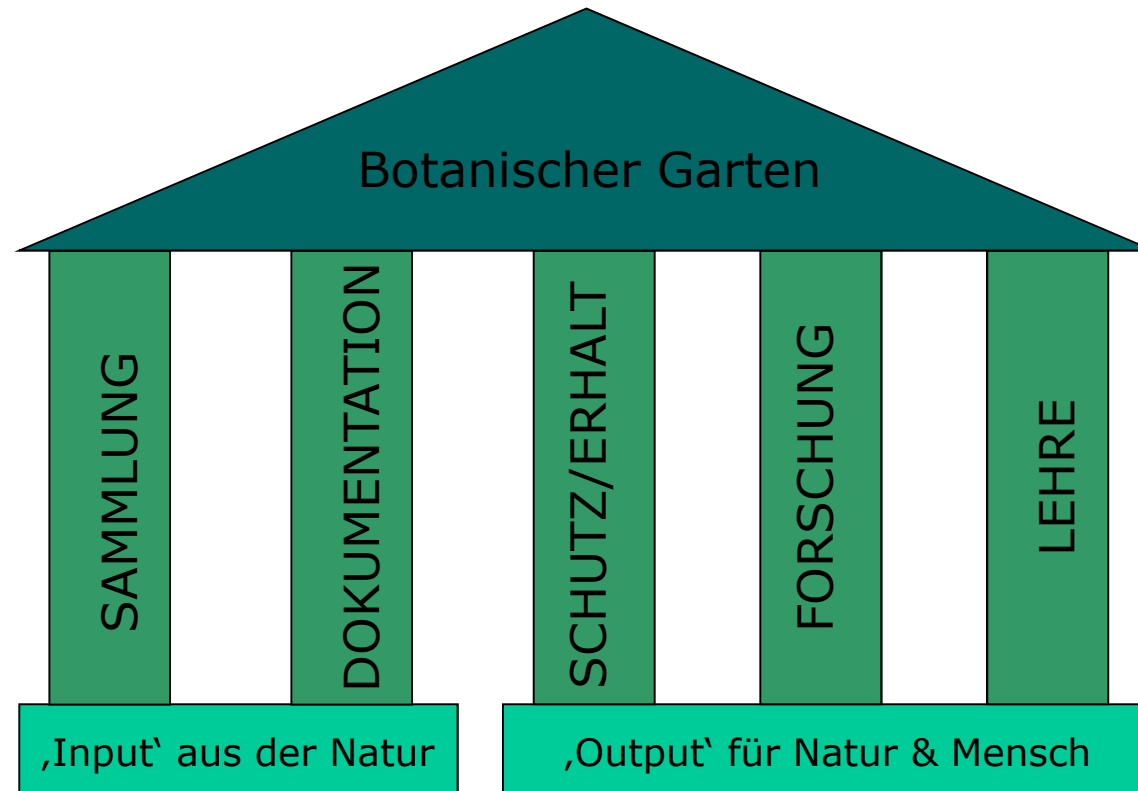 Botanischer Garten
SAMMLUNG
DOKUMENTATION
SCHUTZ/ERHALT
FORSCHUNG
LEHRE
‚Input‘ aus der Natur
‚Output‘ für Natur & Mensch